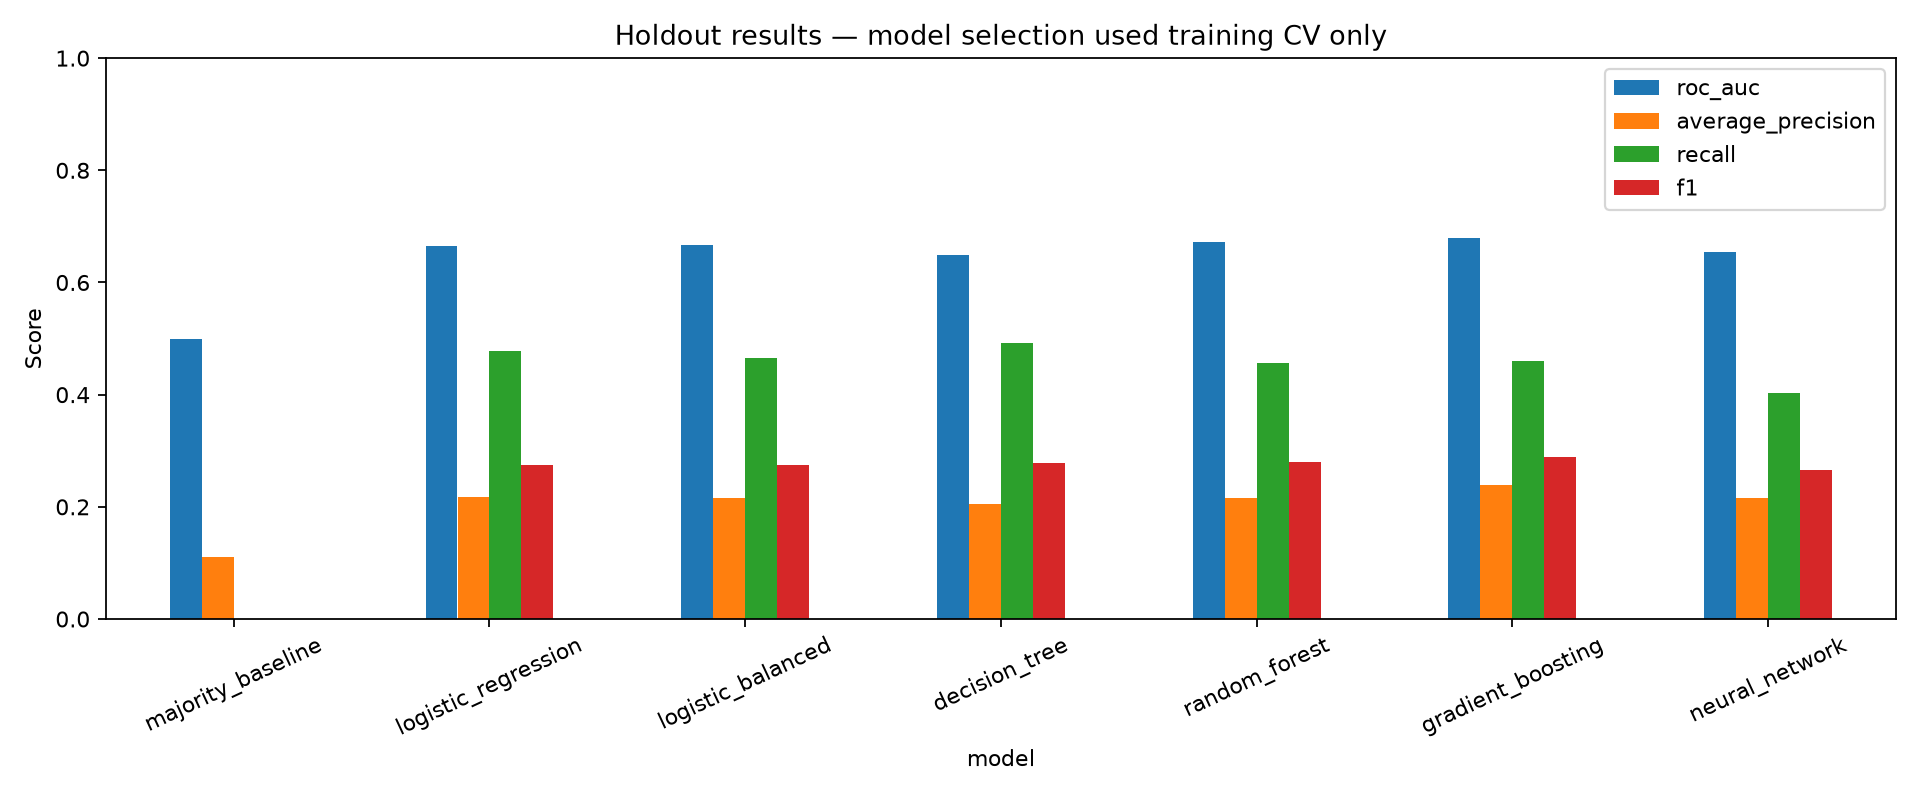 Holdout results — model selection used training CV only
1.0
0.8
0.6
0.4
0.2
0.0
Score
roc_auc
average_precision
recall
f1
majority_baseline
logistic_regression
logistic_balanced
decision_tree
random_forest
gradient_boosting
neural_network
model